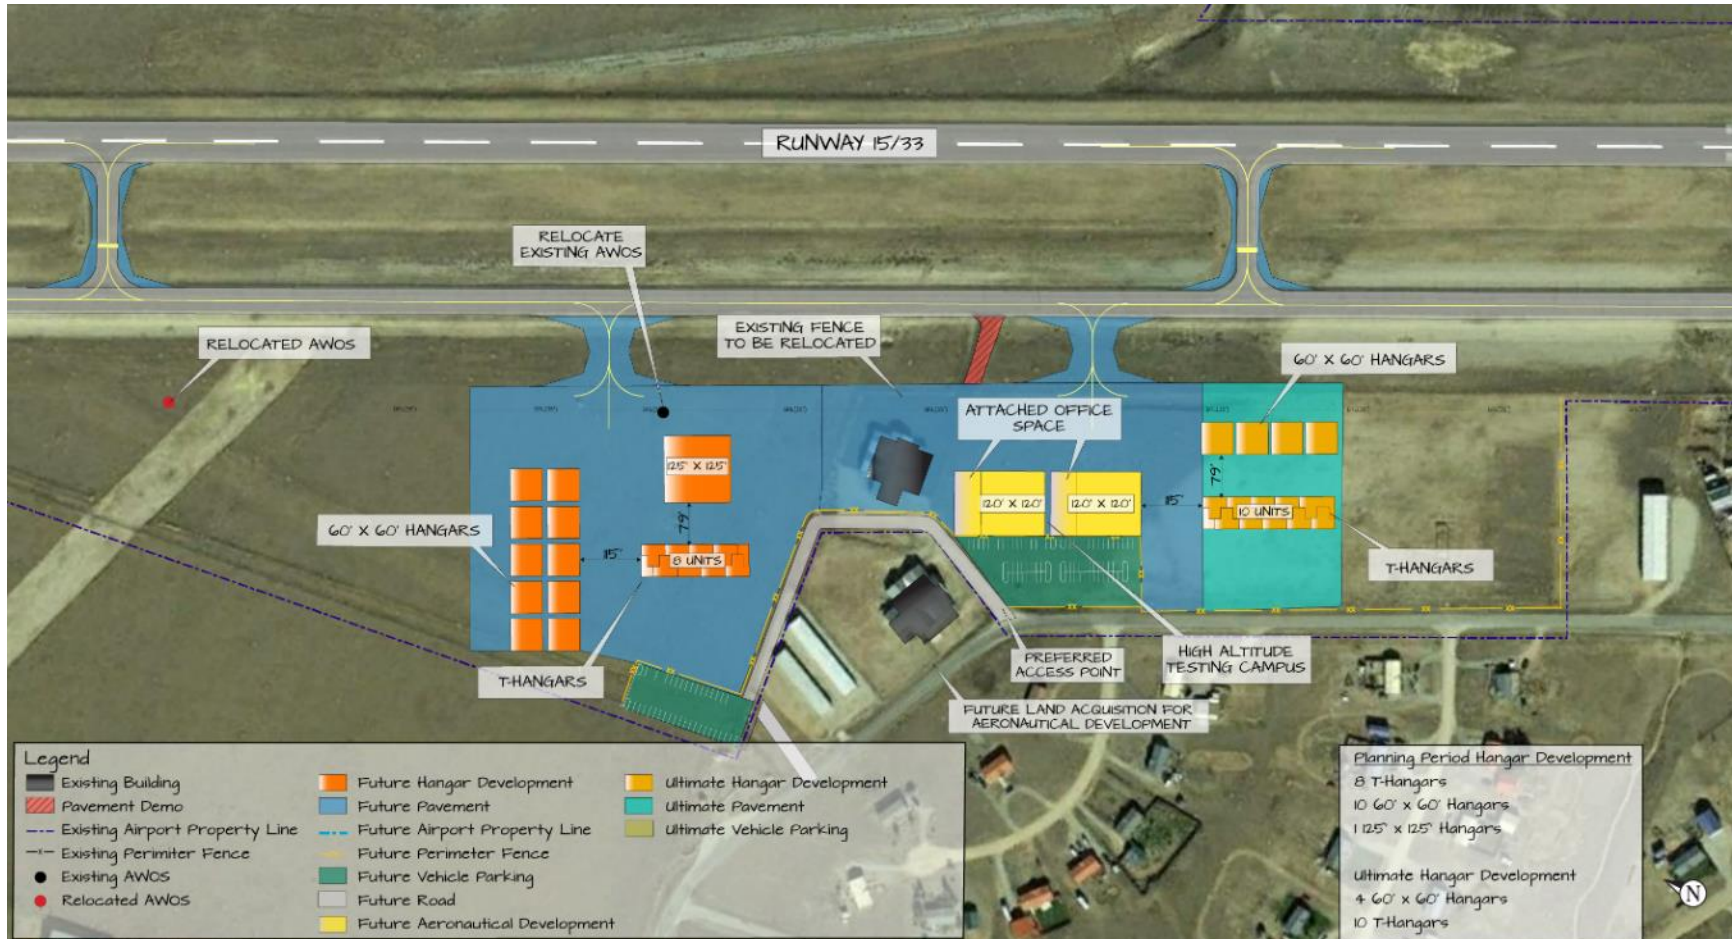 RUNWAY 15/33
RELOCATE
EXISTING AWOS
RELOCATED AWOS
EXISTING FENCE
TO BE RELOCATED
60' X 60' HANGARS
ATTACHED OFFICE
SPACE
125' X 125'
120' X 120'
120' X 120'
79'
115'
10 UNITS
60' X 60' HANGARS
79'
115'
8 UNITS
T-HANGARS
T-HANGARS
PREFERRED
ACCESS POINT
HIGH ALTITUDE
TESTING CAMPUS
FUTURE LAND ACQUISITION FOR
AERONAUTICAL DEVELOPMENT
Legend
Existing Building
Pavement Demo
Existing Airport Property Line
Existing Perimiter Fence
Existing AWOS
Relocated AWOS
Future Hangar Development
Future Pavement
Future Airport Property Line
Future Perimeter Fence
Future Vehicle Parking
Future Road
Future Aeronautical Development
Ultimate Hangar Development
Ultimate Pavement
Ultimate Vehicle Parking
Planning Period Hangar Development
8 T-Hangars
10 60' x 60' Hangars
1 125' x 125' Hangars
Ultimate Hangar Development
4 60' x 60' Hangars
10 T-Hangars
N